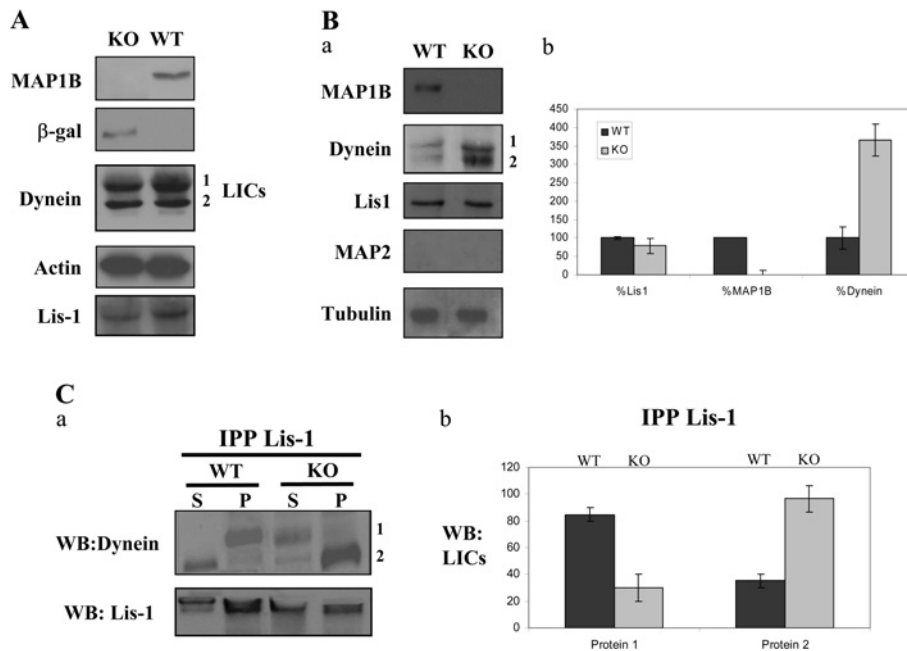 A
KO WT
MAP1B
β-gal
Dynein
1
2
LICs
Actin
Lis-1
B
a
WT KO
MAP1B
Dynein
1
2
Lis1
MAP2
Tubulin
b
450
400
350
300
250
200
150
100
50
0
WT
KO
%Lis1 %MAP1B %Dynein
C
a
IPP Lis-1
WT KO
S P S P
WB:Dynein
1
2
WB: Lis-1
b
IPP Lis-1
WT KO WT KO
WB:
LICs
120
100
80
60
40
20
0
Protein 1 Protein 2